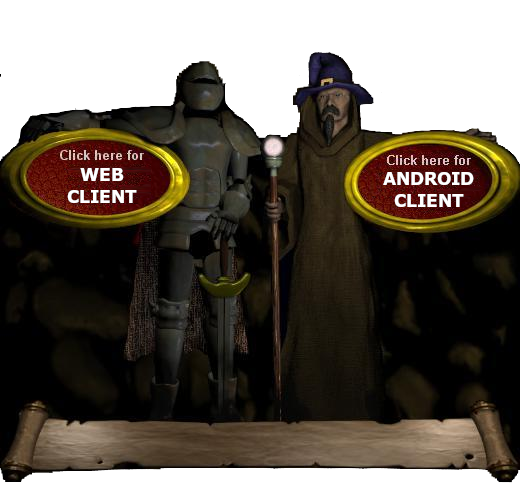 Click here for
WEB
CLIENT
Click here for
ANDROID
CLIENT